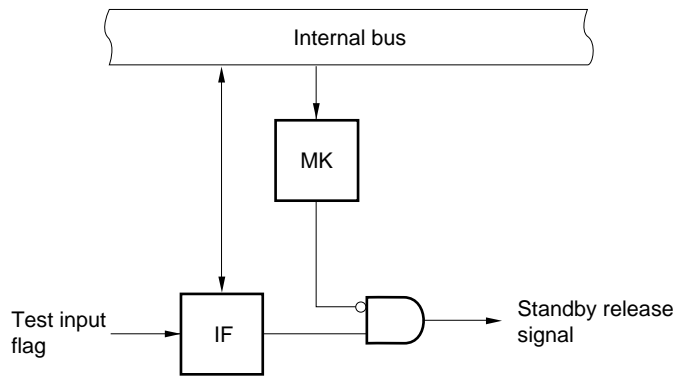 Internal bus
MK
Test input
flag
IF
Standby release
signal